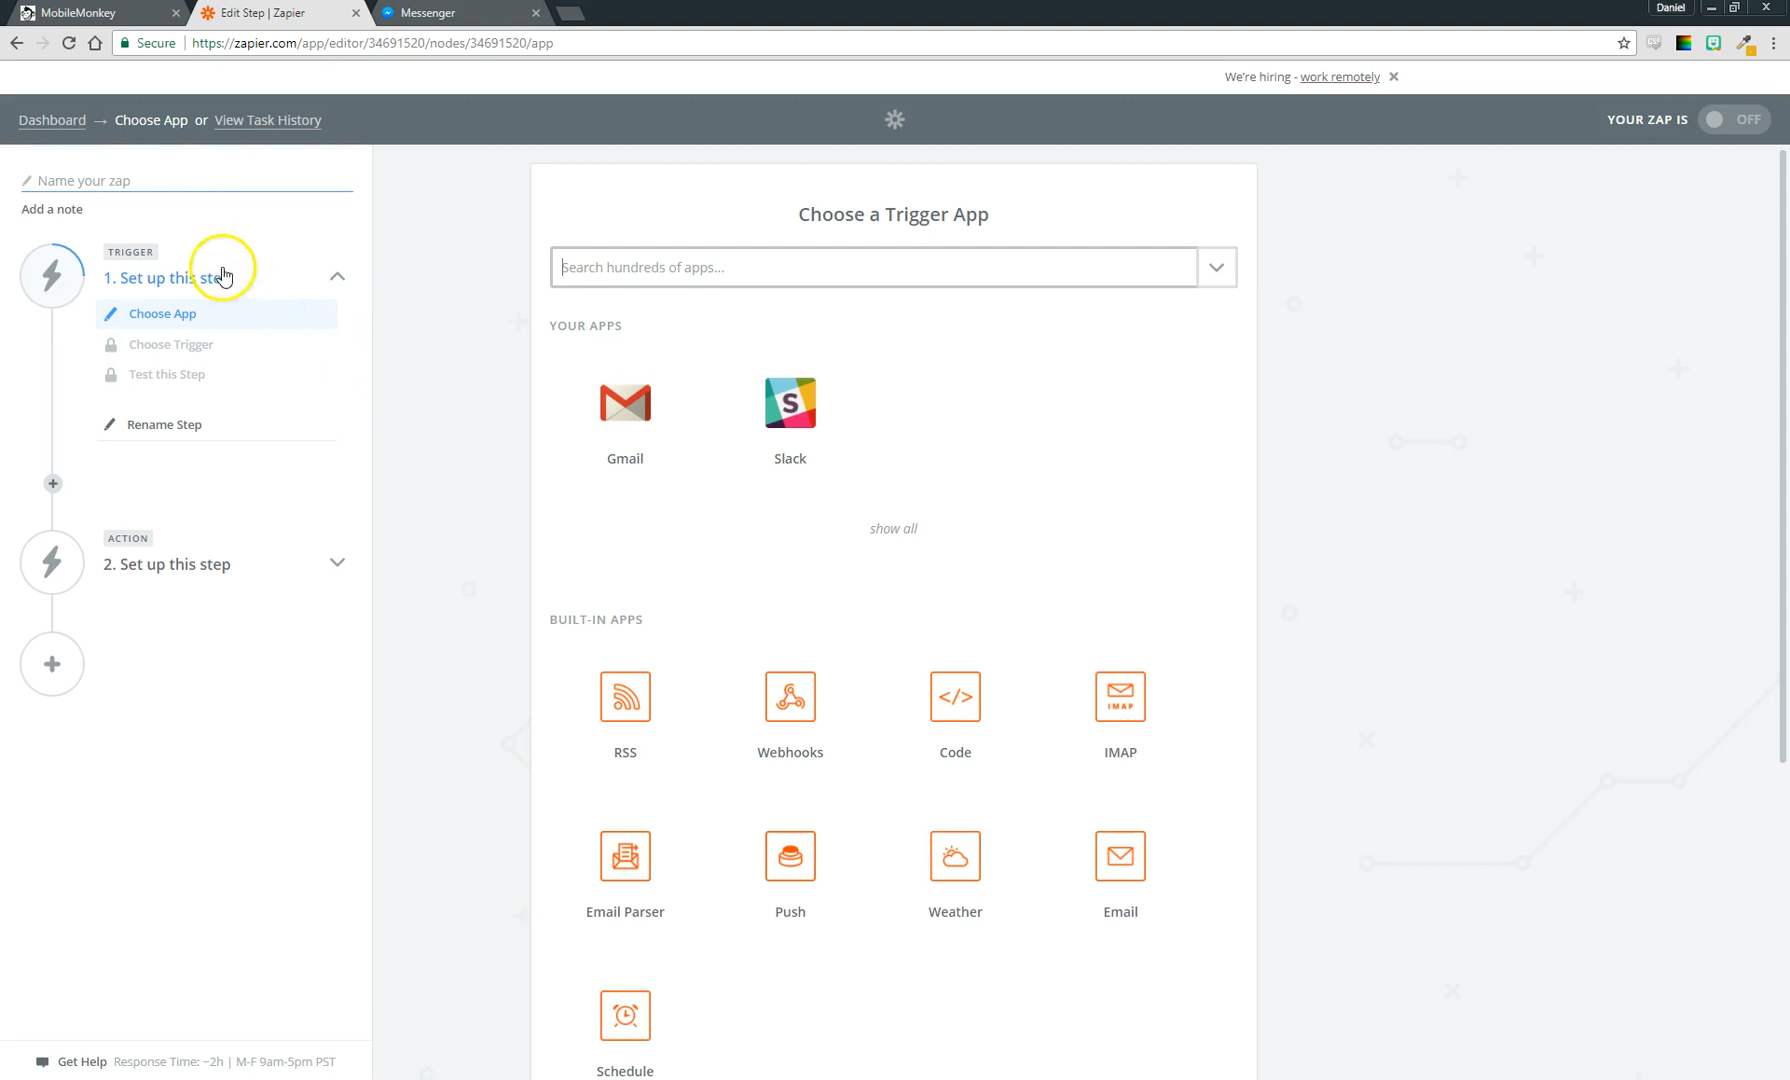 MobileMonkey
Edit Step | Zapier
Messenger
Daniel
Secure
https://zapier.com/app/editor/34691520/nodes/34691520/app
We're hiring - work remotely
Dashboard → Choose App or View Task History
YOUR ZAP IS OFF
Name your zap
Add a note
TRIGGER
1. Set up this step
Choose App
Choose Trigger
Test this Step
Rename Step
ACTION
2. Set up this step
Get Help Response Time: ~2h | M-F 9am-5pm PST
Choose a Trigger App
Search hundreds of apps...
YOUR APPS
S
Gmail
Slack
show all
BUILT-IN APPS
</>
IMAP
RSS
Webhooks
Code
IMAP
Email Parser
Push
Weather
Email
Schedule